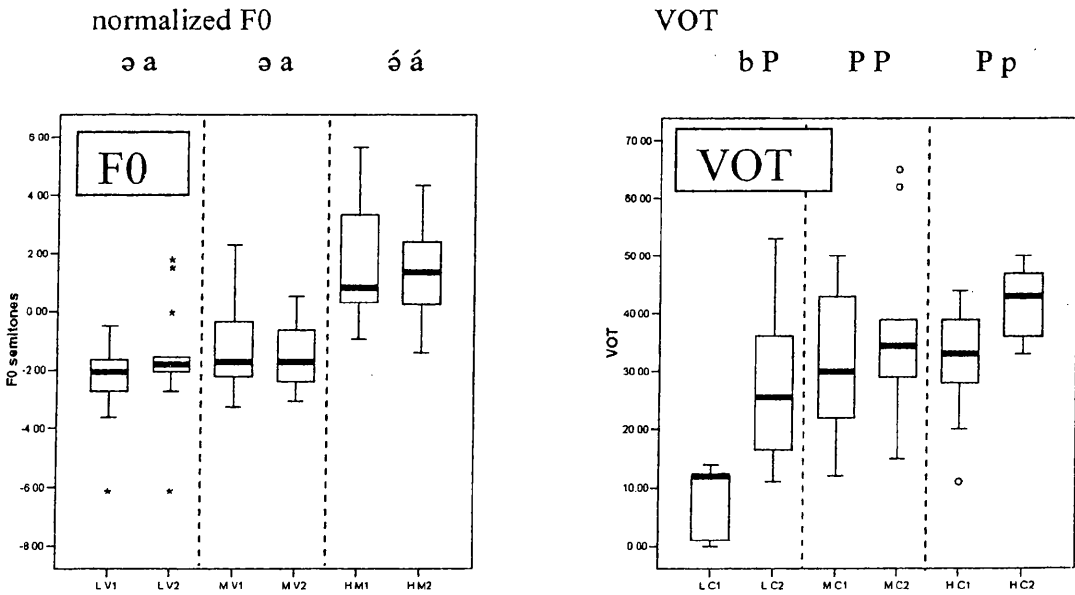 normalized F0
ə a ə a ə́ á
F0
F0 semitones
6 00
4 00
2 00
0 00
-2 00
-4 00
-6 00
-8 00
L V1 L V2 M V1 M V2 H M1 H M2
VOT
b P P P P p
VOT
VOT
70 00
60 00
50 00
40 00
30 00
20 00
10 00
0 00
L C1 L C2 M C1 M C2 H C1 H C2